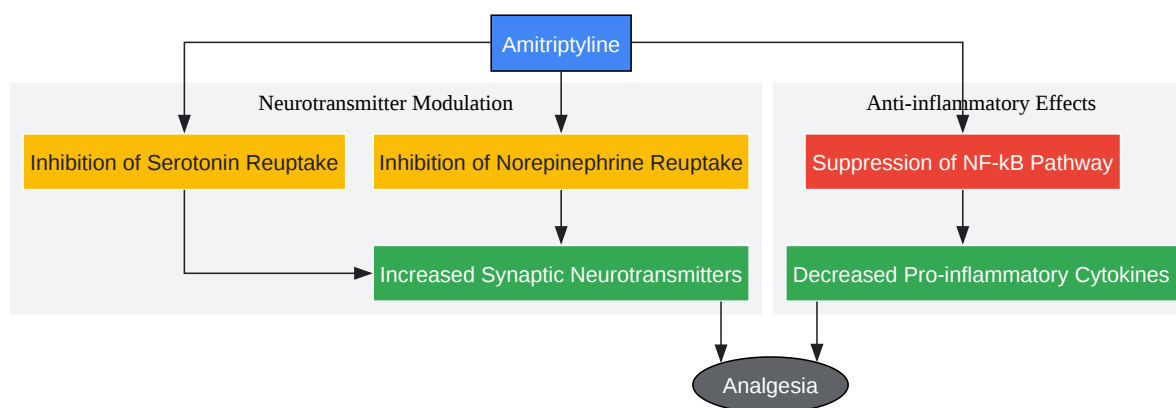 Amitriptyline
Neurotransmitter Modulation
Anti-inflammatory Effects
Inhibition of Serotonin Reuptake
Inhibition of Norepinephrine Reuptake
Suppression of NF-kB Pathway
Increased Synaptic Neurotransmitters
Decreased Pro-inflammatory Cytokines
Analgesia